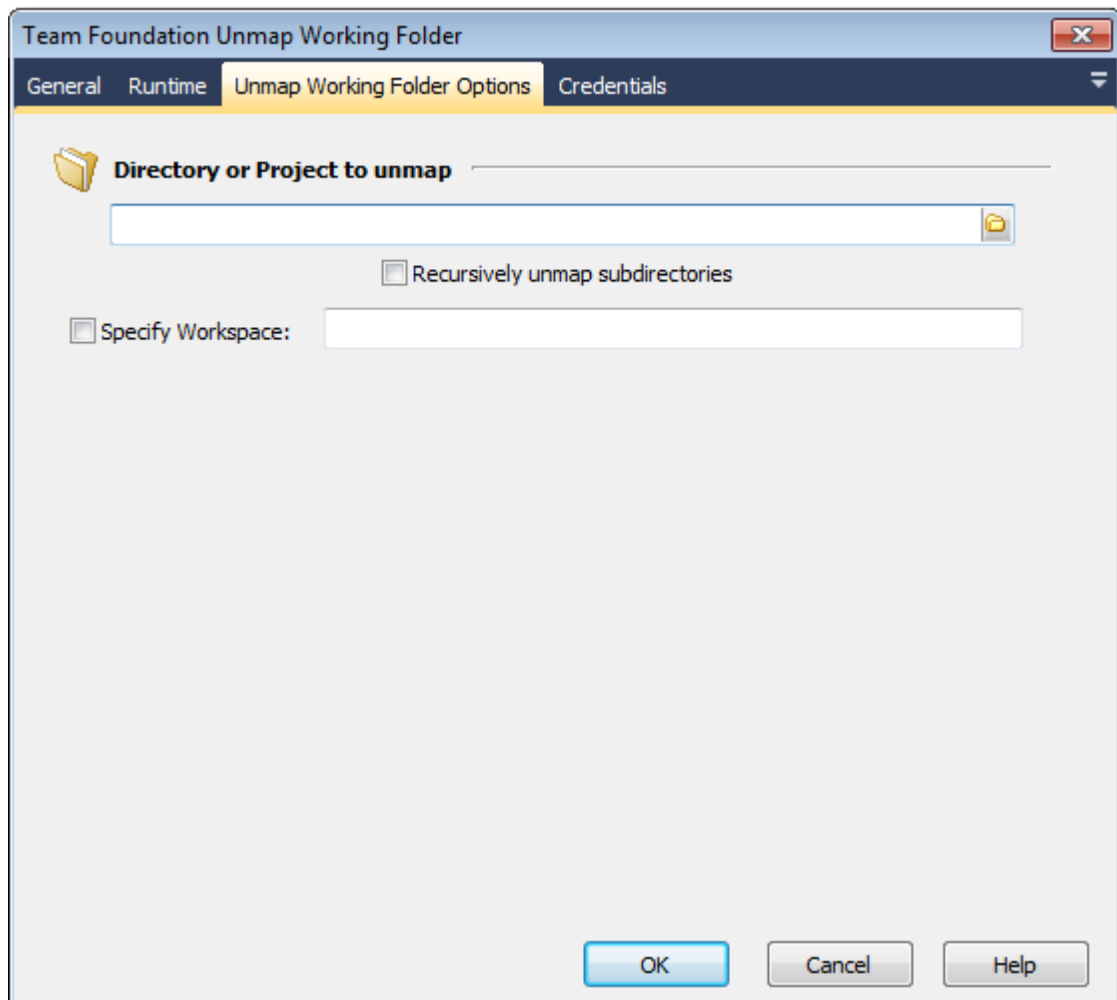 Team Foundation Unmap Working Folder
General Runtime Unmap Working Folder Options Credentials
Directory or Project to unmap
Recursively unmap subdirectories
Specify Workspace:
OK Cancel Help